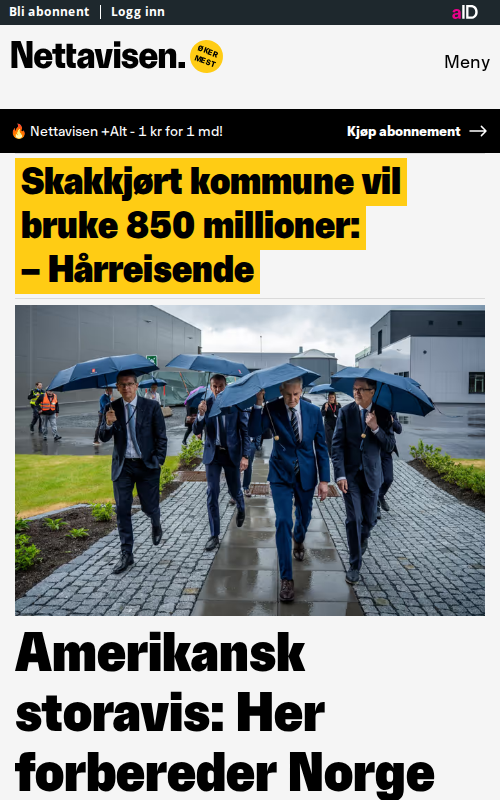 Bli abonnent
Logg inn
aID
Nettavisen.
ØKER
MEST
Meny
Nettavisen +Alt - 1 kr for 1 md!
Kjøp abonnement
Skakkjørt kommune vil
bruke 850 millioner:
– Hårreisende
Amerikansk
storavis: Her
forbereder Norge